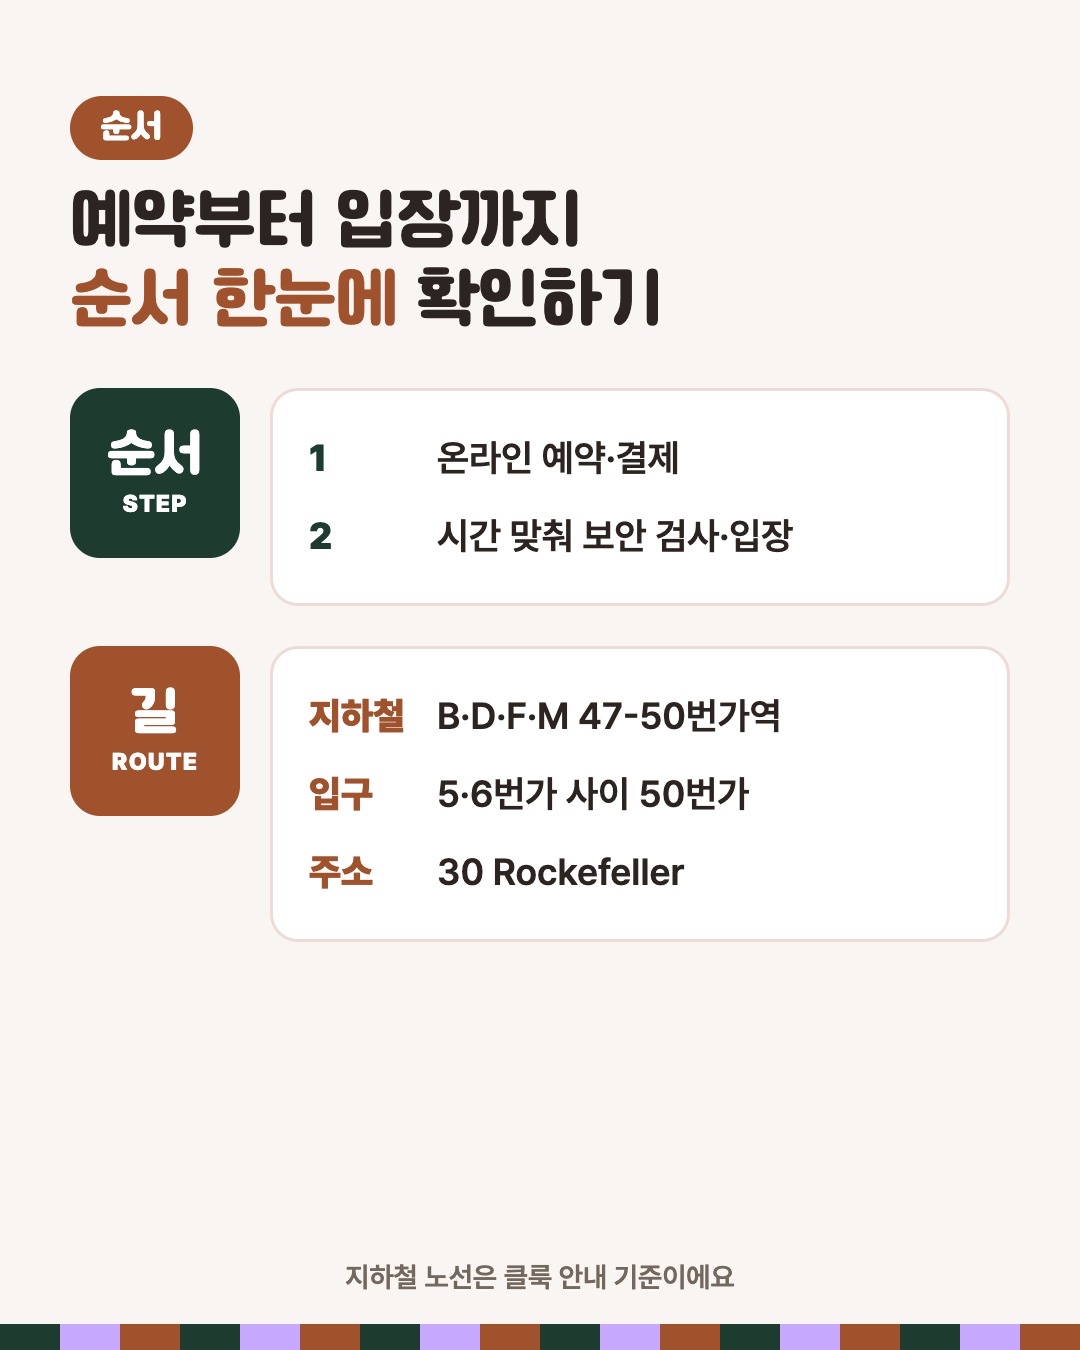 순서
예약부터 입장까지
순서 한눈에 확인하기
순서
STEP
1 온라인 예약·결제
2 시간 맞춰 보안 검사·입장
길
ROUTE
지하철 B·D·F·M 47-50번가역
입구 5·6번가 사이 50번가
주소 30 Rockefeller
지하철 노선은 클룩 안내 기준이에요